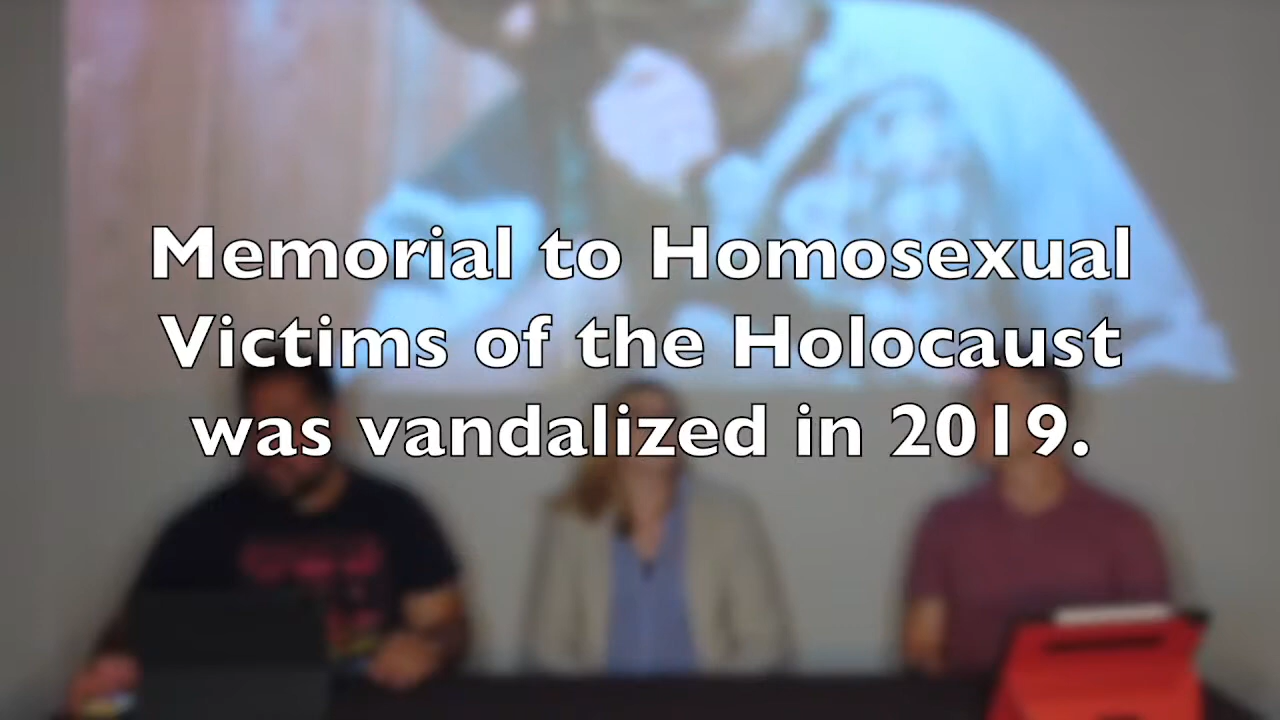 Memorial to Homosexual
Victims of the Holocaust
was vandalized in 2019.